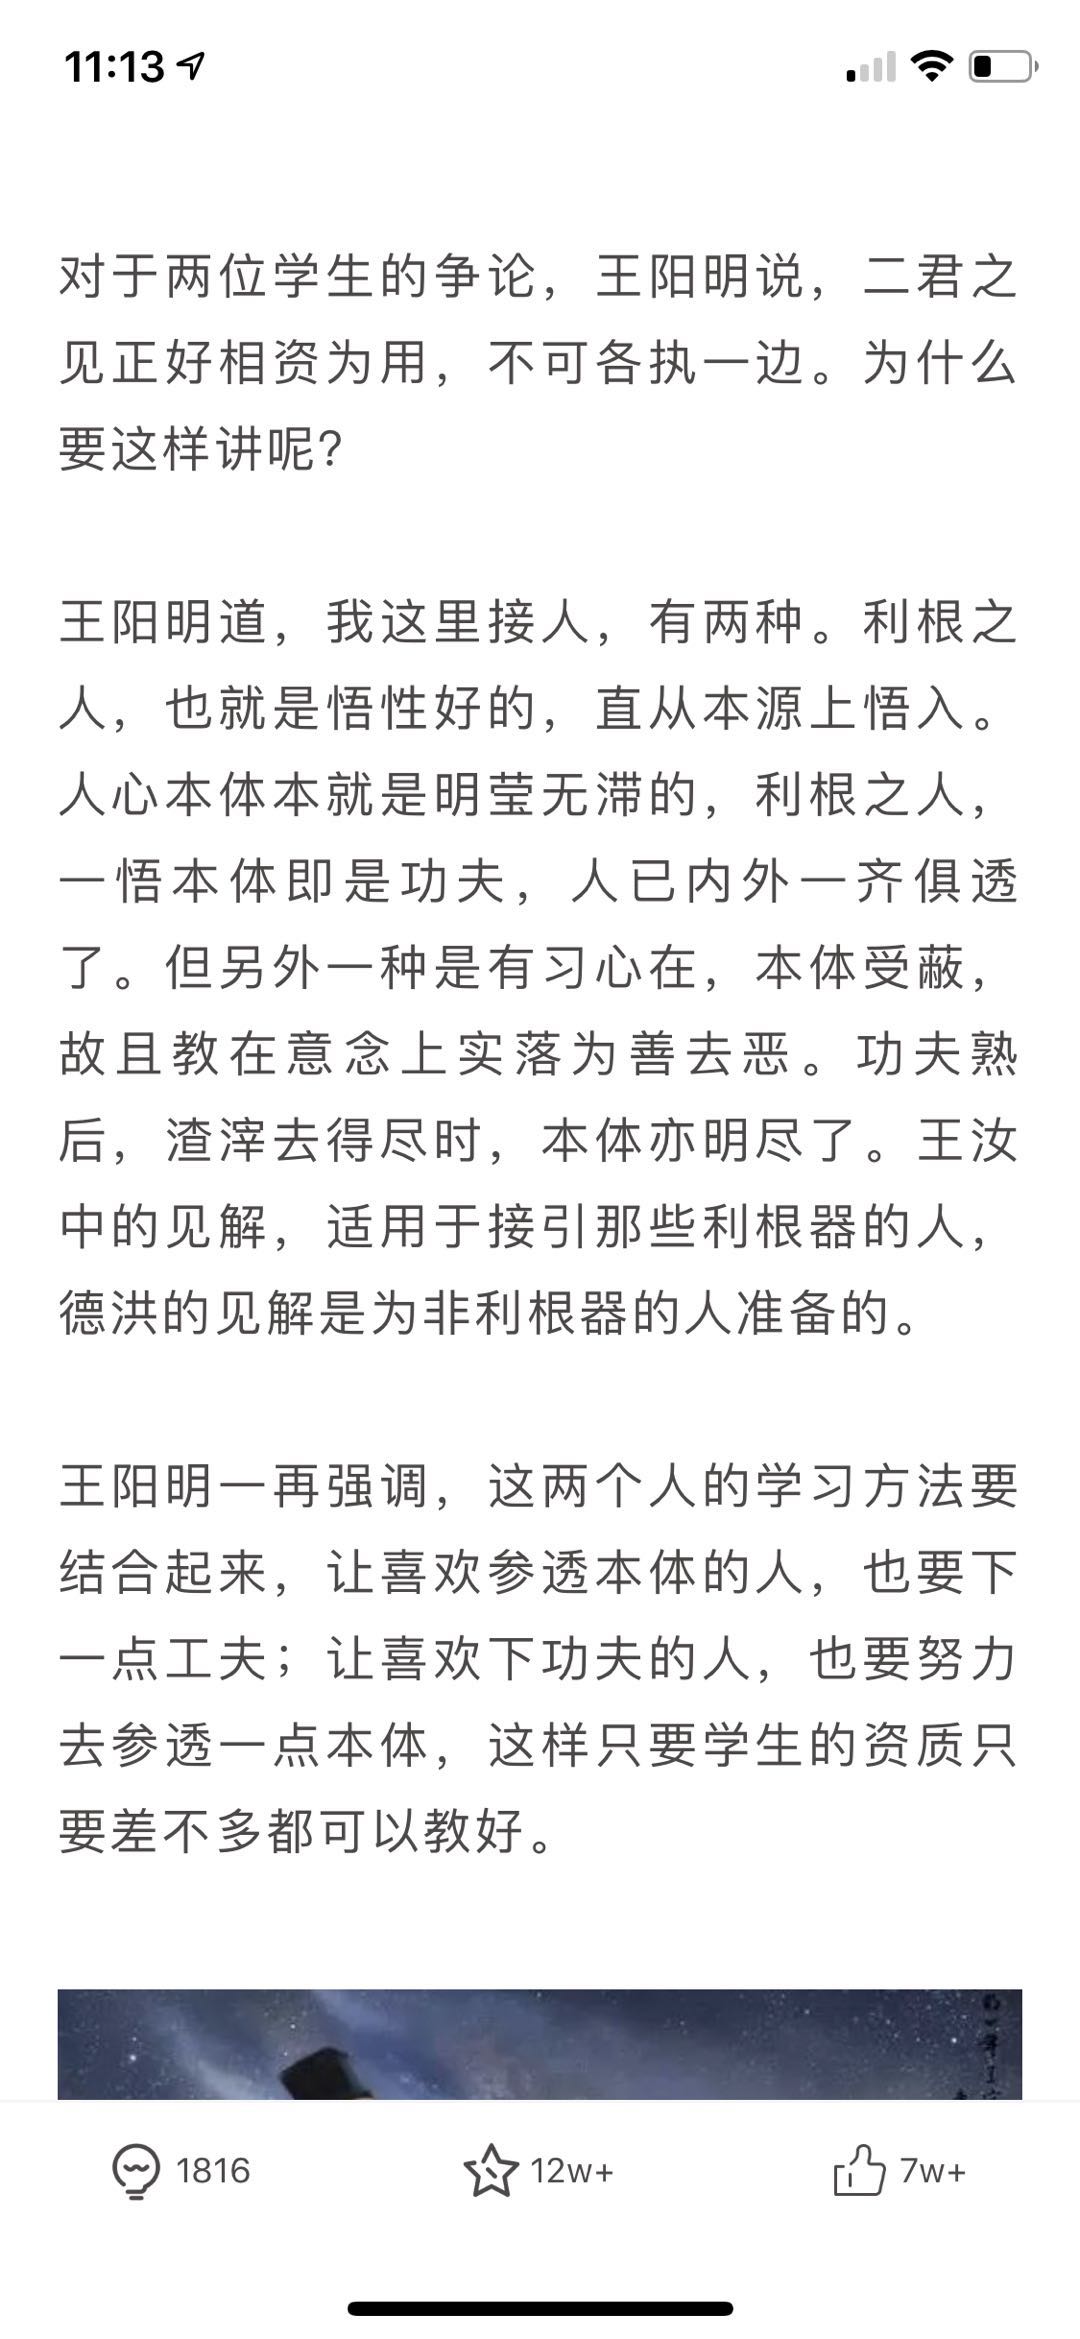 11:13
对于两位学生的争论，王阳明说，二君之
见正好相资为用，不可各执一边。为什么
要这样讲呢？
王阳明道，我这里接人，有两种。利根之
人，也就是悟性好的，直从本源上悟入。
人心本体本就是明莹无滞的，利根之人，
一悟本体即是功夫，人已内外一齐俱透
了。但另外一种是有习心在，本体受蔽，
故且教在意念上实落为善去恶。功夫熟
后，渣滓去得尽时，本体亦明尽了。王汝
中的见解，适用于接引那些利根器的人，
德洪的见解是为非利根器的人准备的。
王阳明一再强调，这两个人的学习方法要
结合起来，让喜欢参透本体的人，也要下
一点工夫；让喜欢下功夫的人，也要努力
去参透一点本体，这样只要学生的资质只
要差不多都可以教好。
1816
12w+
7w+